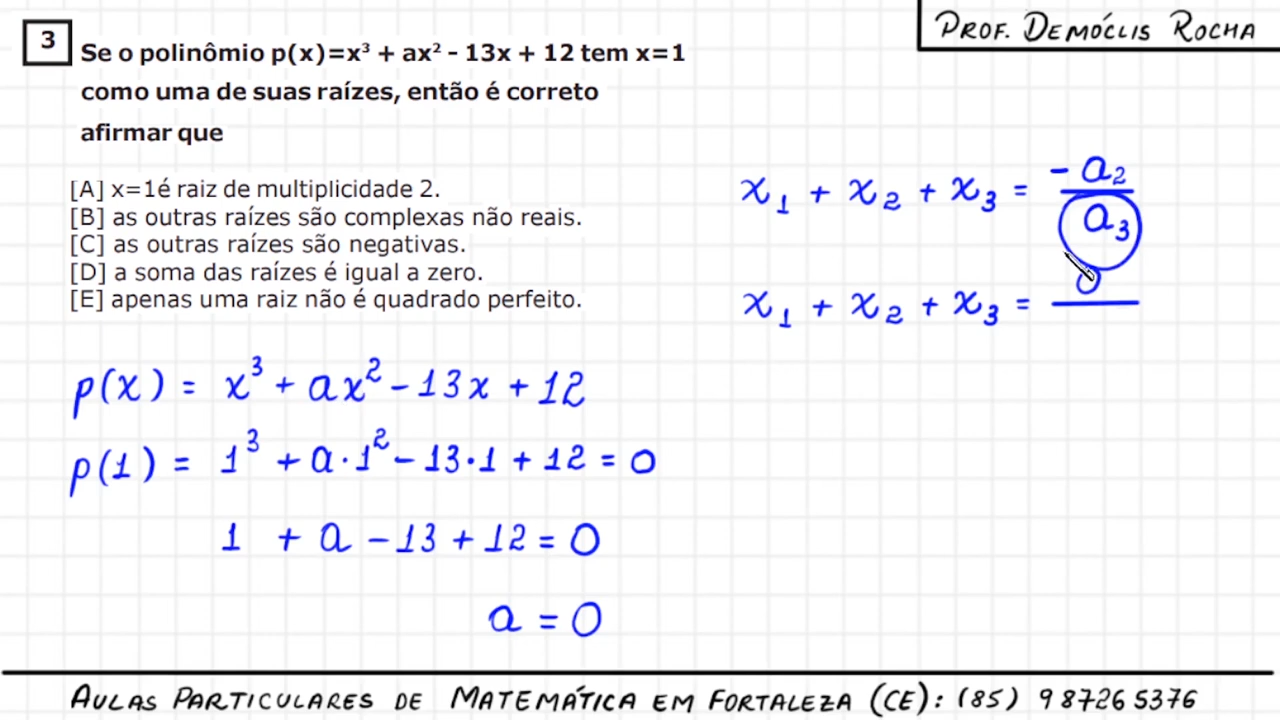 3
Se o polinômio p(x)=x³ + ax² - 13x + 12 tem x=1
como uma de suas raízes, então é correto
afirmar que
[A] x=1é raiz de multiplicidade 2.
[B] as outras raízes são complexas não reais.
[C] as outras raízes são negativas.
[D] a soma das raízes é igual a zero.
[E] apenas uma raiz não é quadrado perfeito.
p(x) = x³ + ax² - 13x + 12
p(1) = 1³ + a·1² - 13·1 + 12 = 0
1 + a - 13 + 12 = 0
a = 0
PROF. DEMÓCLIS ROCHA
x₁ + x₂ + x₃ = -a₂/a₃
x₁ + x₂ + x₃ = 0/
AULAS PARTICULARES DE MATEMÁTICA EM FORTALEZA (CE): (85) 9 8726 5376